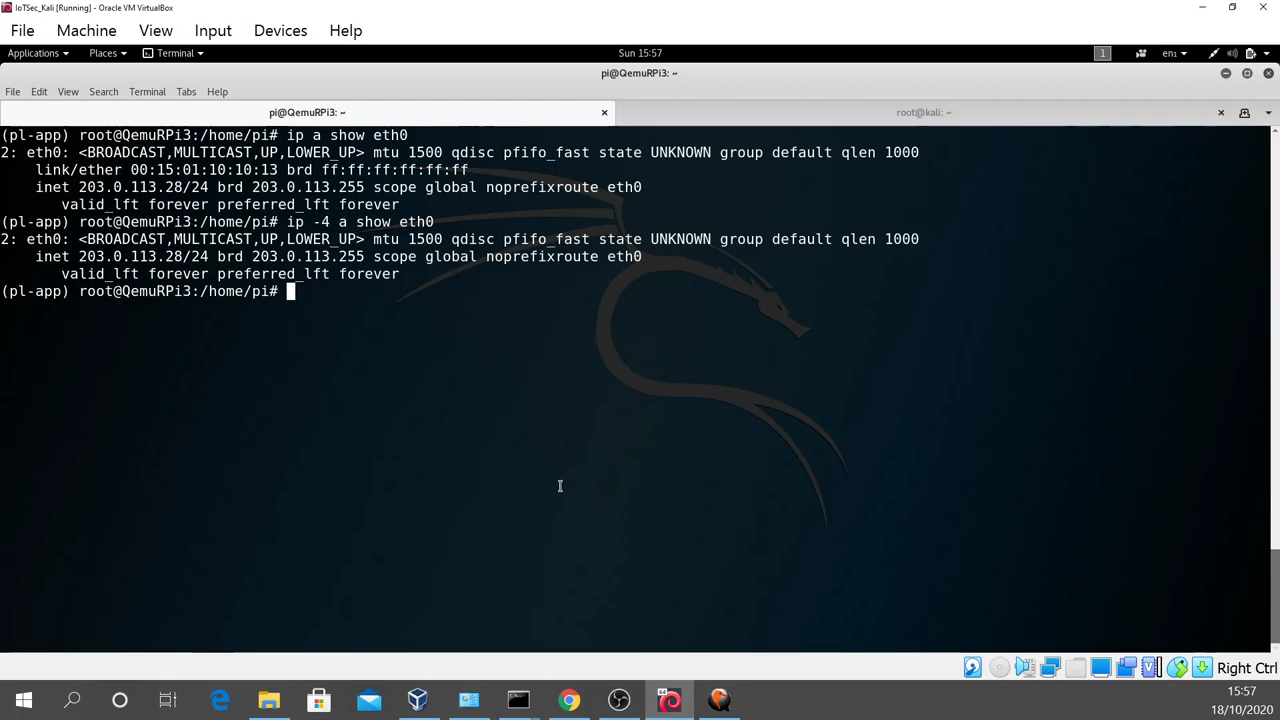 IoTSec_Kali [Running] - Oracle VM VirtualBox
File Machine View Input Devices Help
Applications Places Terminal Sun 15:57 1 en1
pi@QemuRPi3: ~
File Edit View Search Terminal Tabs Help
pi@QemuRPi3: ~ root@kali: ~
(pl-app) root@QemuRPi3:/home/pi# ip a show eth0
2: eth0: <BROADCAST,MULTICAST,UP,LOWER_UP> mtu 1500 qdisc pfifo_fast state UNKNOWN group default qlen 1000
link/ether 00:15:01:10:10:13 brd ff:ff:ff:ff:ff:ff
inet 203.0.113.28/24 brd 203.0.113.255 scope global noprefixroute eth0
valid_lft forever preferred_lft forever
(pl-app) root@QemuRPi3:/home/pi# ip -4 a show eth0
2: eth0: <BROADCAST,MULTICAST,UP,LOWER_UP> mtu 1500 qdisc pfifo_fast state UNKNOWN group default qlen 1000
inet 203.0.113.28/24 brd 203.0.113.255 scope global noprefixroute eth0
valid_lft forever preferred_lft forever
(pl-app) root@QemuRPi3:/home/pi#
Right Ctrl
64
15:57
18/10/2020